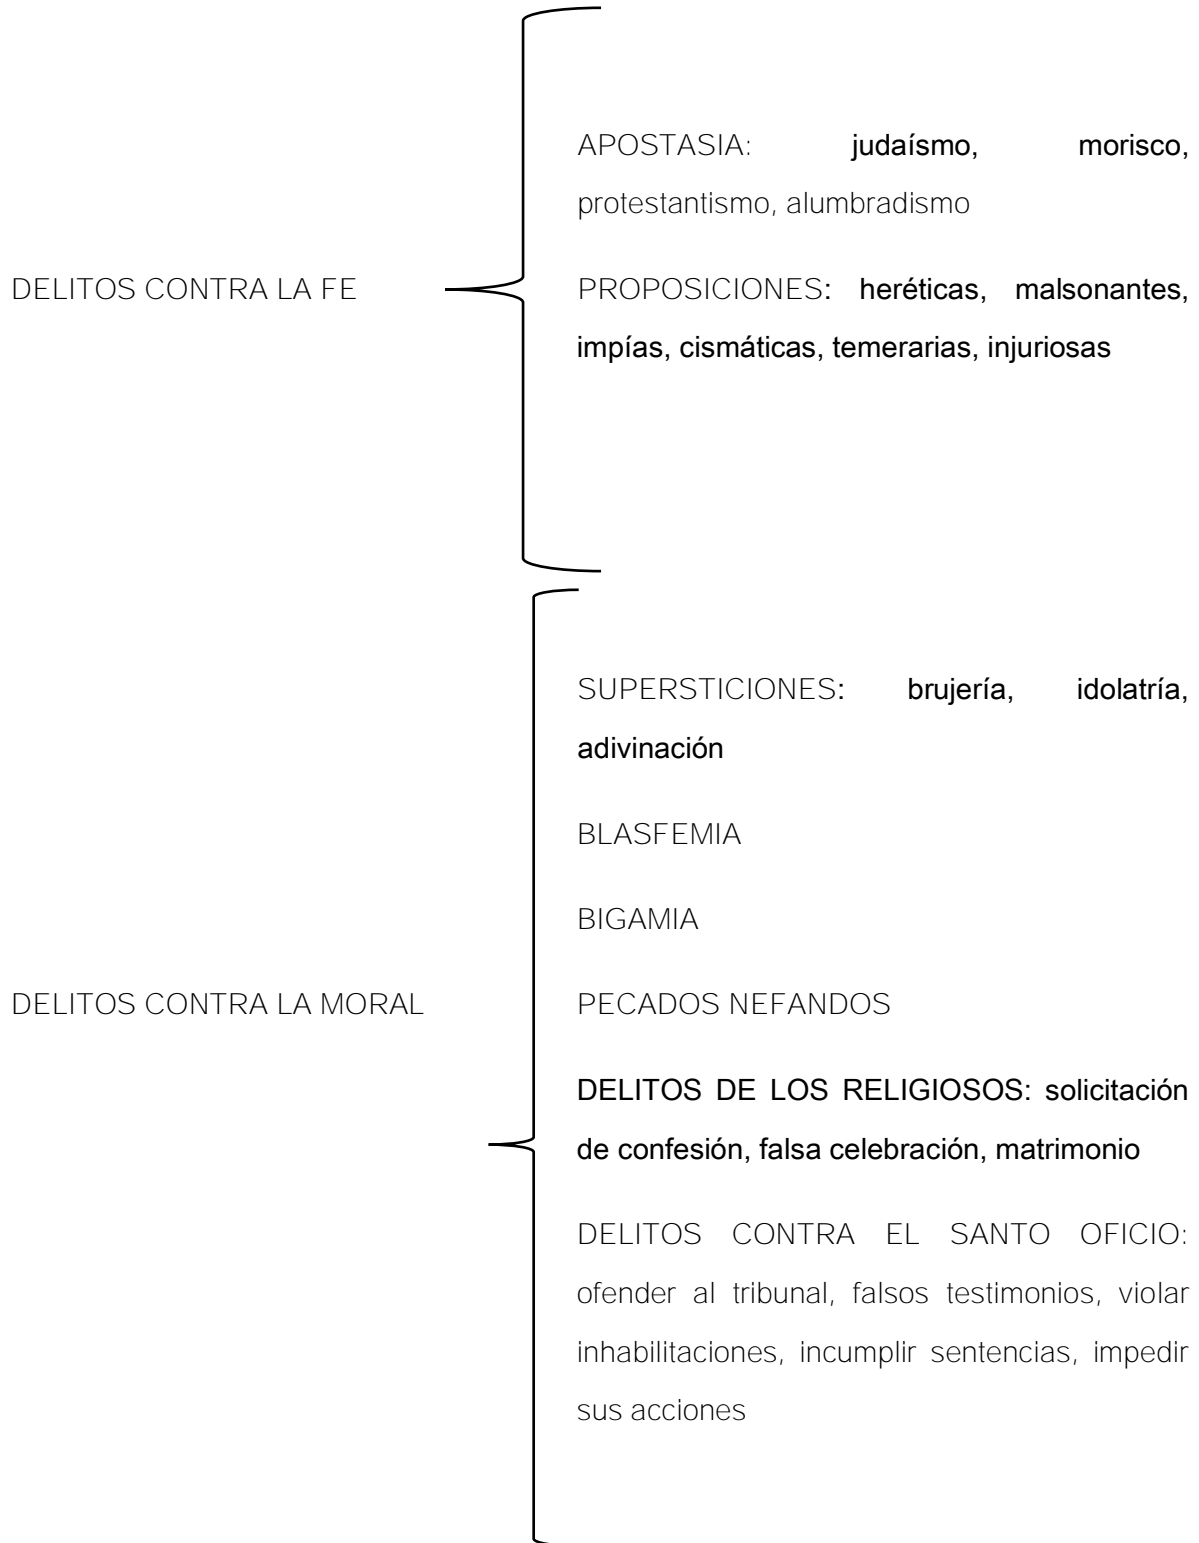 DELITOS CONTRA LA FE
APOSTASIA: judaísmo, morisco,
protestantismo, alumbradismo
PROPOSICIONES: heréticas, malsonantes,
impías, cismáticas, temerarias, injuriosas
DELITOS CONTRA LA MORAL
SUPERSTICIONES: brujería, idolatría,
adivinación
BLASFEMIA
BIGAMIA
PECADOS NEFANDOS
DELITOS DE LOS RELIGIOSOS: solicitación
de confesión, falsa celebración, matrimonio
DELITOS CONTRA EL SANTO OFICIO:
ofender al tribunal, falsos testimonios, violar
inhabilitaciones, incumplir sentencias, impedir
sus acciones